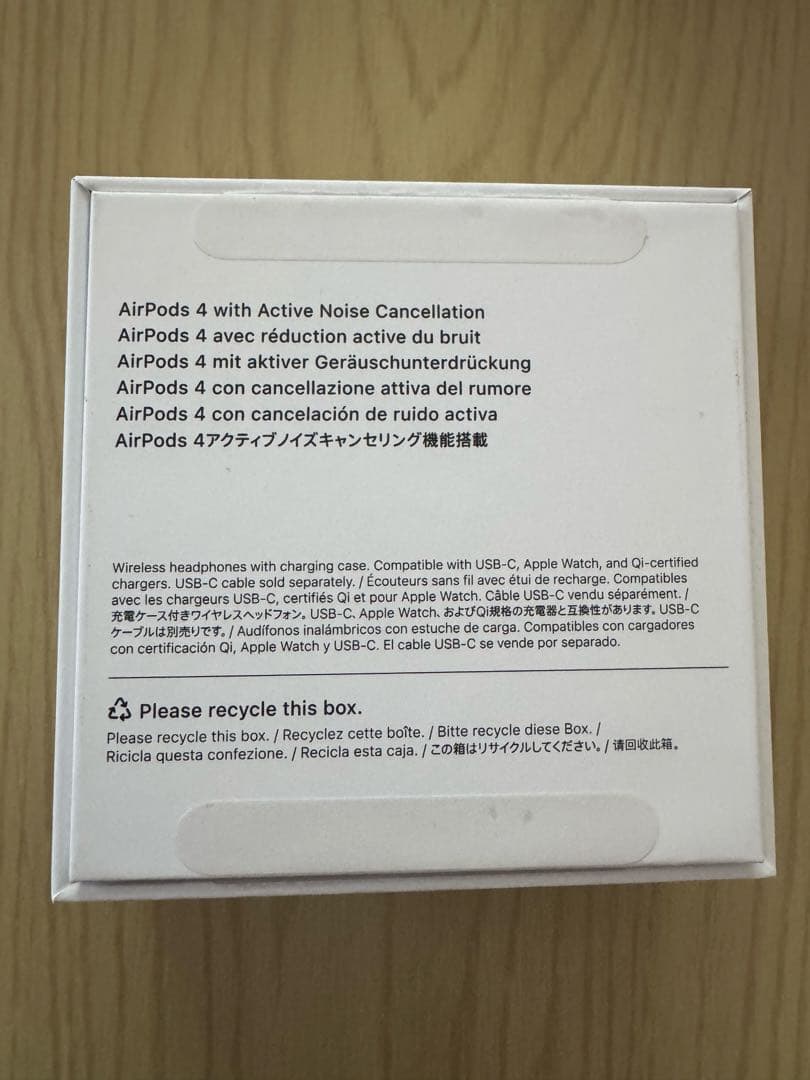 AirPods 4 with Active Noise Cancellation
AirPods 4 avec réduction active du bruit
AirPods 4 mit aktiver Geräuschunterdrückung
AirPods 4 con cancellazione attiva del rumore
AirPods 4 con cancelación de ruido activa
AirPods 4アクティブノイズキャンセリング機能搭載
Wireless headphones with charging case. Compatible with USB-C, Apple Watch, and Qi-certified
chargers. USB-C cable sold separately. / Écouteurs sans fil avec étui de recharge. Compatibles
avec les chargeurs USB-C, certifiés Qi et pour Apple Watch. Câble USB-C vendu séparément. /
充電ケース付きワイヤレスヘッドフォン。USB-C、Apple Watch、およびQi規格の充電器と互換性があります。USB-C
ケーブルは別売りです。/ Audífonos inalámbricos con estuche de carga. Compatibles con cargadores
con certificación Qi, Apple Watch y USB-C. El cable USB-C se vende por separado.
Please recycle this box.
Please recycle this box. / Recyclez cette boîte. / Bitte recycle diese Box. /
Ricicla questa confezione. / Recicla esta caja. / この箱はリサイクルしてください。/ 请回收此箱。